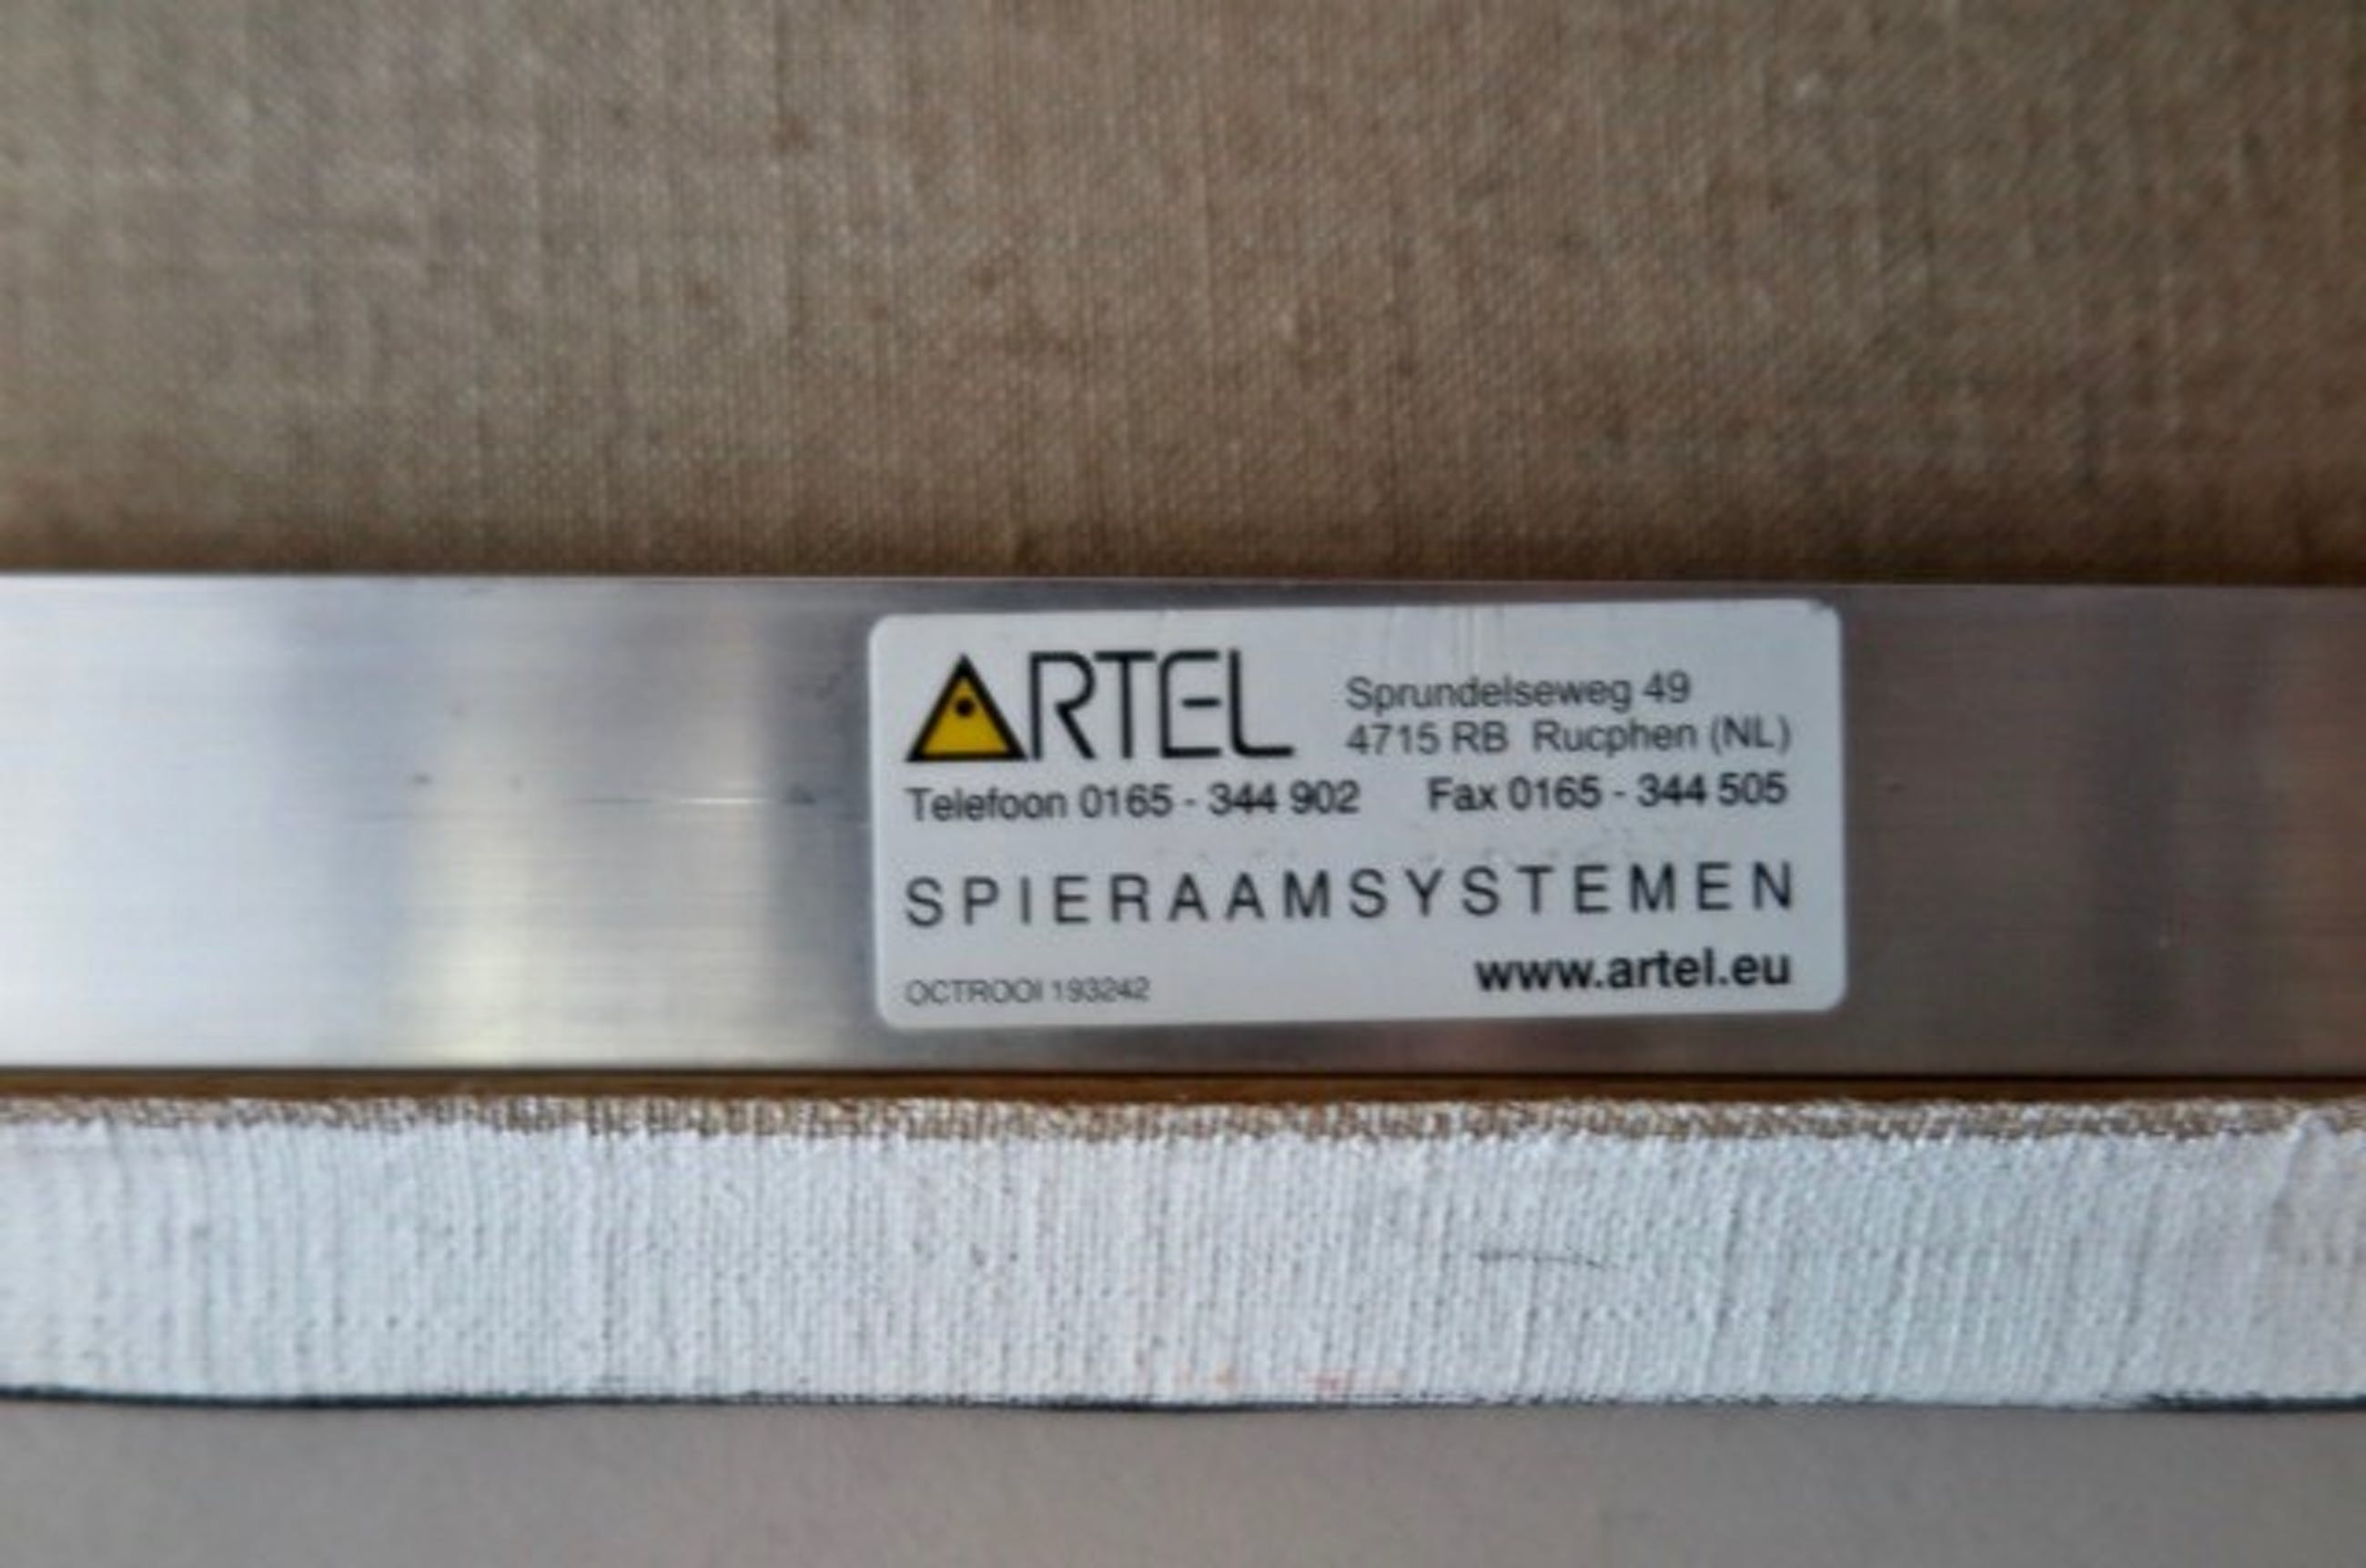 ARTEL
Sprundelseweg 49
4715 RB Rucphen (NL)
Telefoon 0165 - 344 902 Fax 0165 - 344 505
SPIERAAMSYSTEMEN
www.artel.eu
OCTROOI 193242